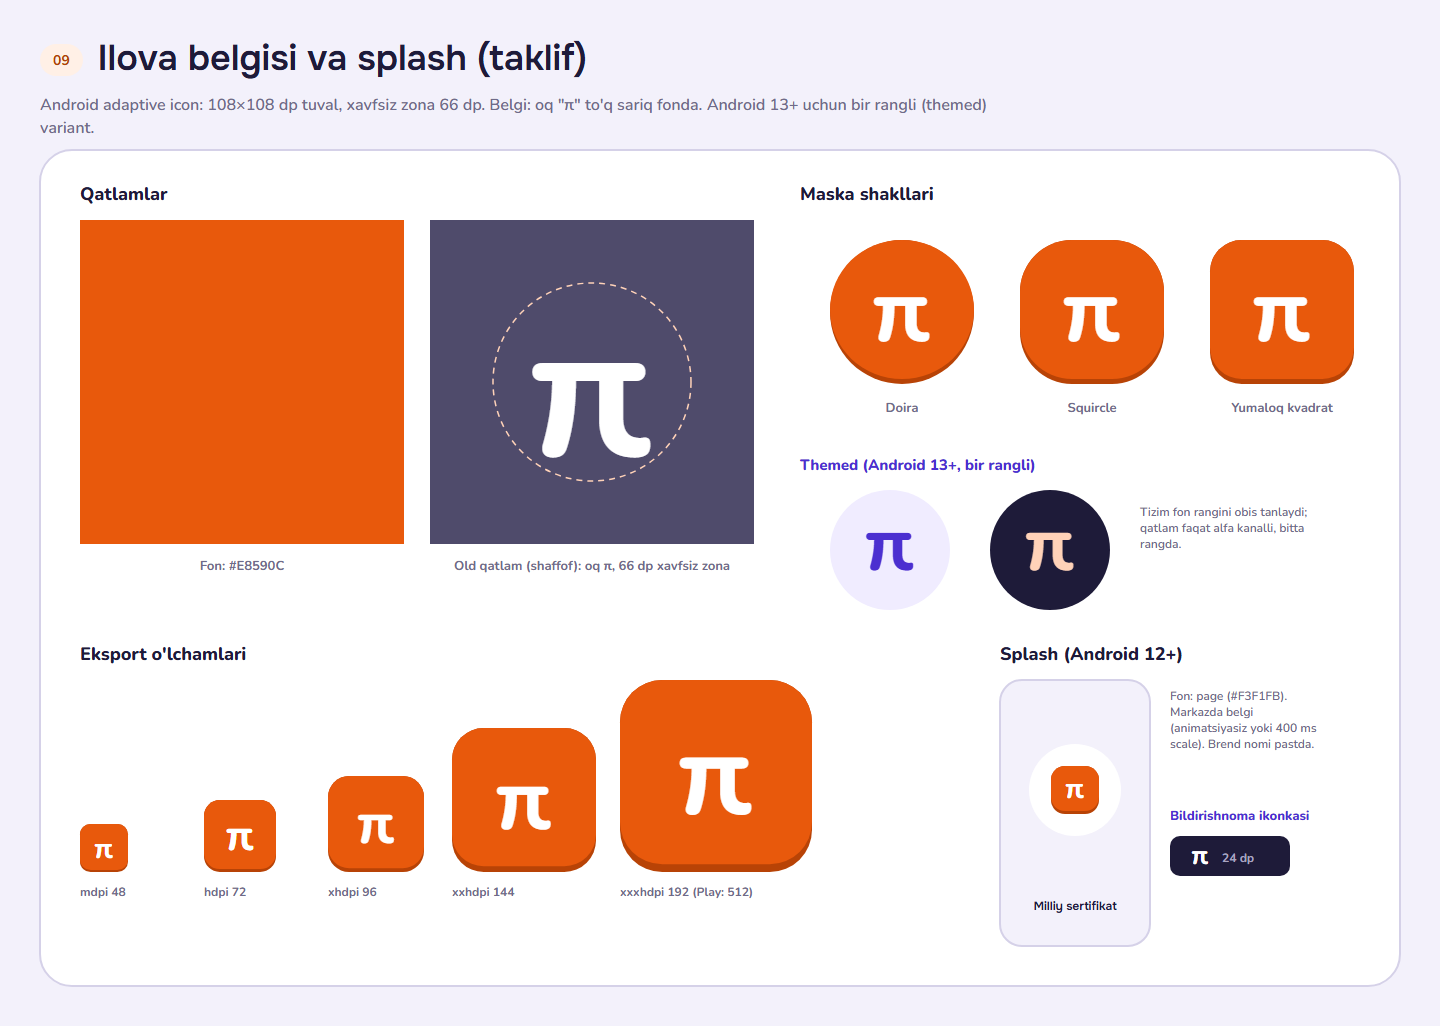 09
Ilova belgisi va splash (taklif)
Android adaptive icon: 108×108 dp tuval, xavfsiz zona 66 dp. Belgi: oq "π" to'q sariq fonda. Android 13+ uchun bir rangli (themed)
variant.
Qatlamlar
π
Fon: #E8590C
Old qatlam (shaffof): oq π, 66 dp xavfsiz zona
Maska shakllari
π
π
π
Doira
Squircle
Yumaloq kvadrat
Themed (Android 13+, bir rangli)
π
π
Tizim fon rangini obis tanlaydi;
qatlam faqat alfa kanalli, bitta
rangda.
Eksport o'lchamlari
π
π
π
π
π
mdpi 48
hdpi 72
xhdpi 96
xxhdpi 144
xxxhdpi 192 (Play: 512)
Splash (Android 12+)
π
Milliy sertifikat
Fon: page (#F3F1FB).
Markazda belgi
(animatsiyasiz yoki 400 ms
scale). Brend nomi pastda.
Bildirishnoma ikonkasi
π 24 dp